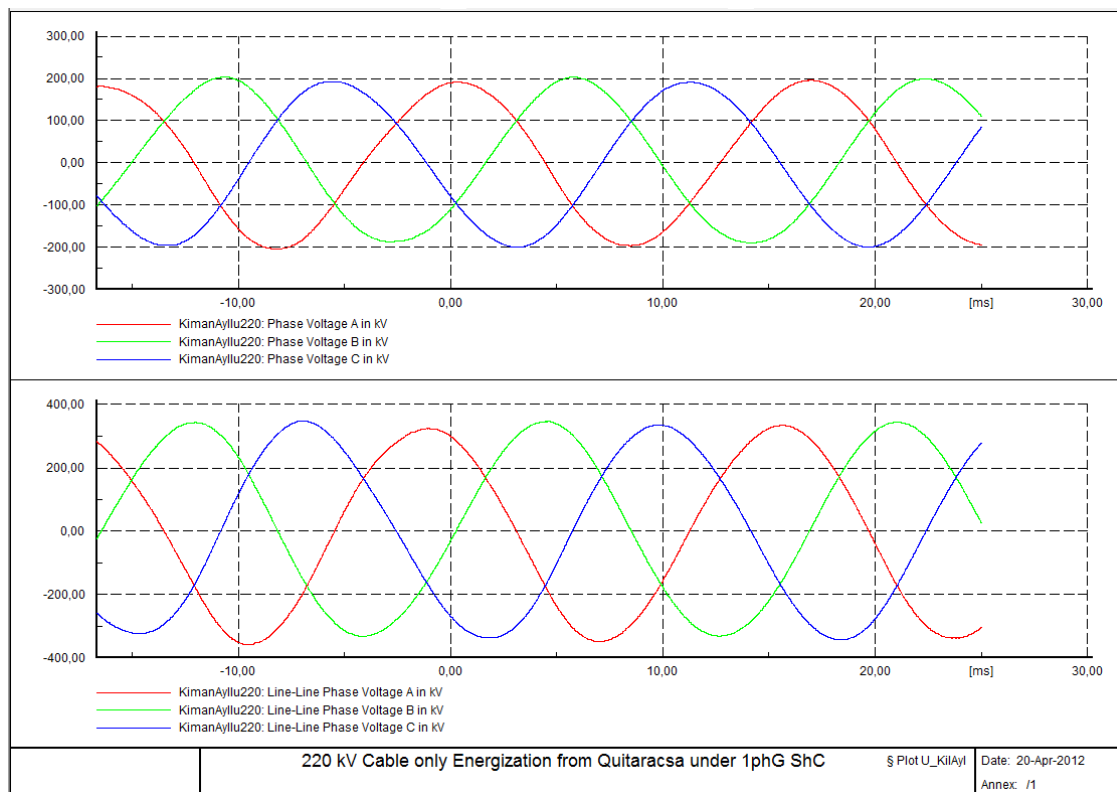 300,00
200,00
100,00
0,00
-100,00
-200,00
-300,00
-10,00 0,00 10,00 20,00 [ms] 30,00
KimanAyllu220: Phase Voltage A in kV
KimanAyllu220: Phase Voltage B in kV
KimanAyllu220: Phase Voltage C in kV
400,00
200,00
0,00
-200,00
-400,00
-10,00 0,00 10,00 20,00 [ms] 30,00
KimanAyllu220: Line-Line Phase Voltage A in kV
KimanAyllu220: Line-Line Phase Voltage B in kV
KimanAyllu220: Line-Line Phase Voltage C in kV
220 kV Cable only Energization from Quitaracsa under 1phG ShC § Plot U_KilAyl Date: 20-Apr-2012
Annex: /1